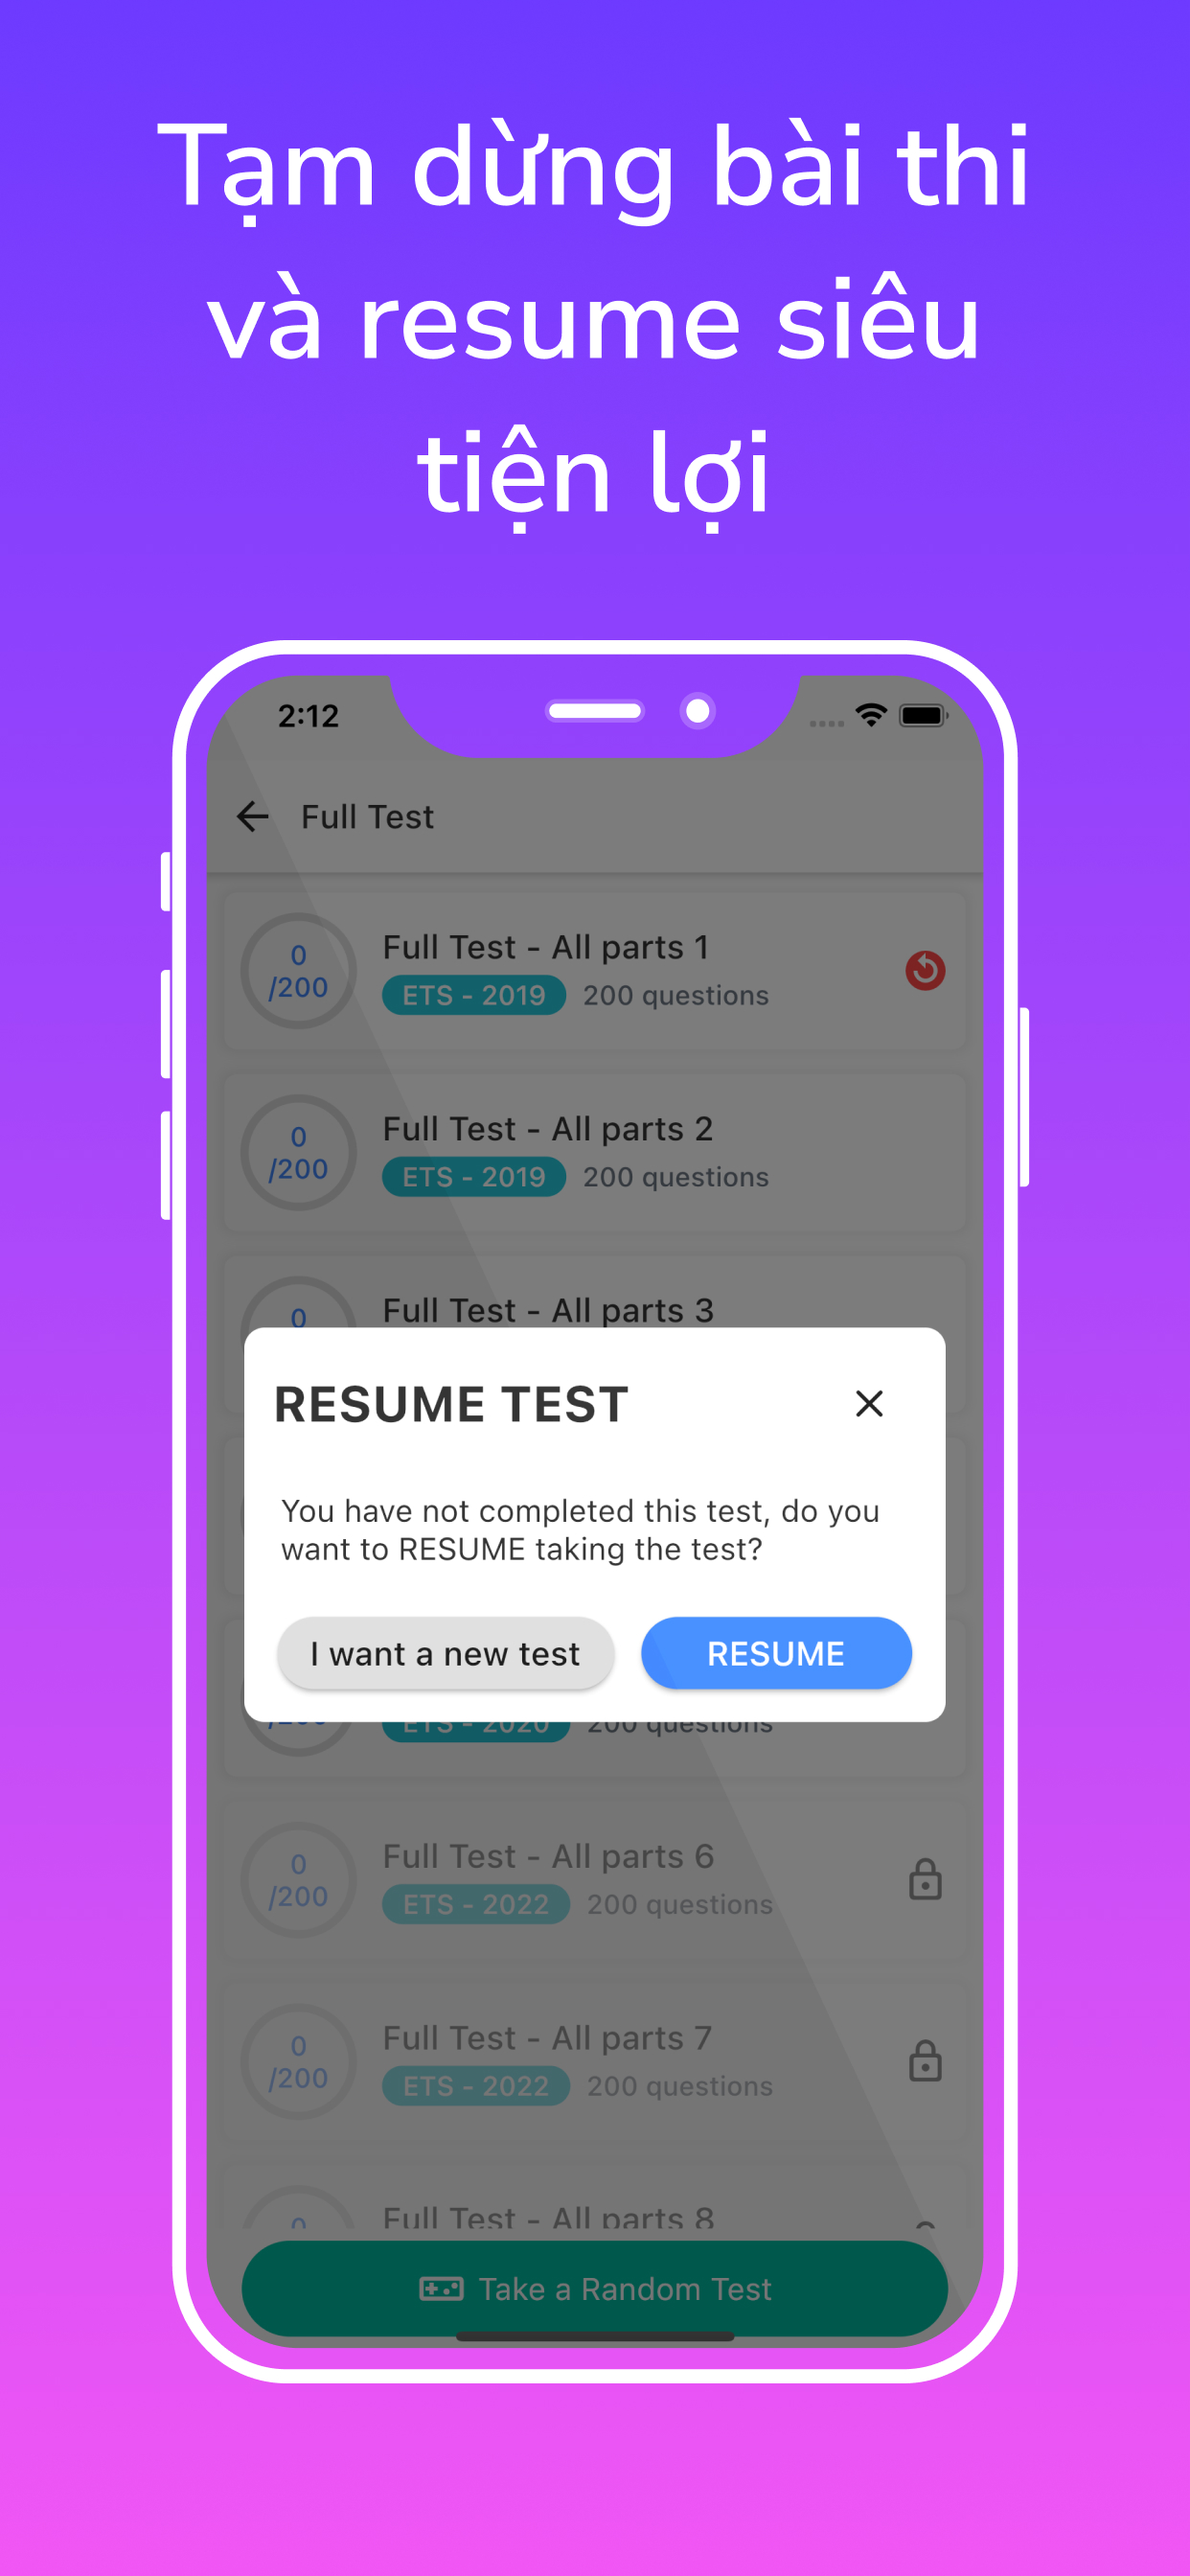 Tạm dừng bài thi
và resume siêu
tiện lợi
2:12
Full Test
0
/200
Full Test - All parts 1
ETS - 2019 200 questions
0
/200
Full Test - All parts 2
ETS - 2019 200 questions
0
Full Test - All parts 3
RESUME TEST
You have not completed this test, do you
want to RESUME taking the test?
I want a new test
RESUME
/200
ETS - 2020 200 questions
0
/200
Full Test - All parts 6
ETS - 2022 200 questions
0
/200
Full Test - All parts 7
ETS - 2022 200 questions
0
Full Test - All parts 8
Take a Random Test